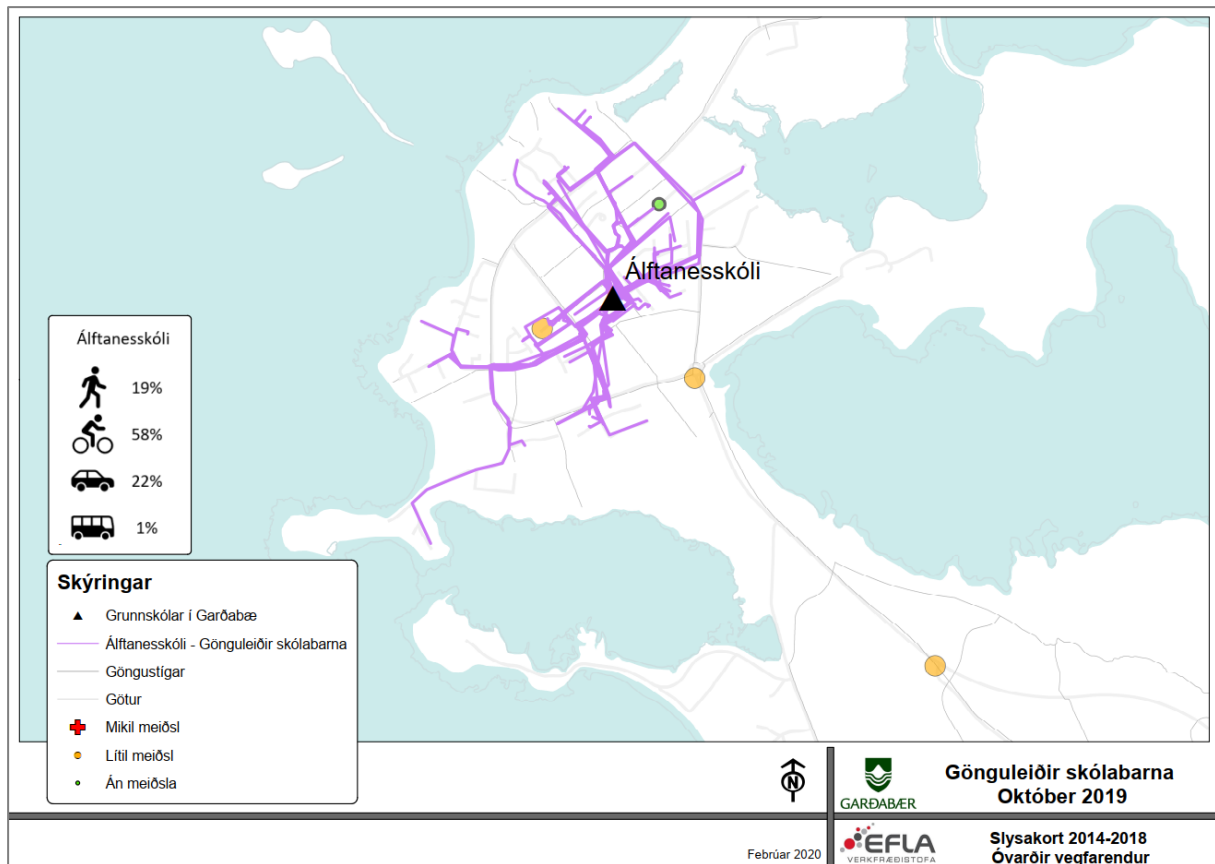 Álftanesskóli
Álftanesskóli
19%
58%
22%
1%
Skýringar
Grunnskólar í Garðabæ
Álftanesskóli - Gönguleiðir skólabarna
Göngustígar
Götur
Mikil meiðsl
Lítil meiðsl
Án meiðsla
N
GARÐABÆR
Gönguleiðir skólabarna
Október 2019
Febrúar 2020
EFLA
VERKFRÆÐISTOFA
Slysakort 2014-2018
Óvarðir vegfarendur